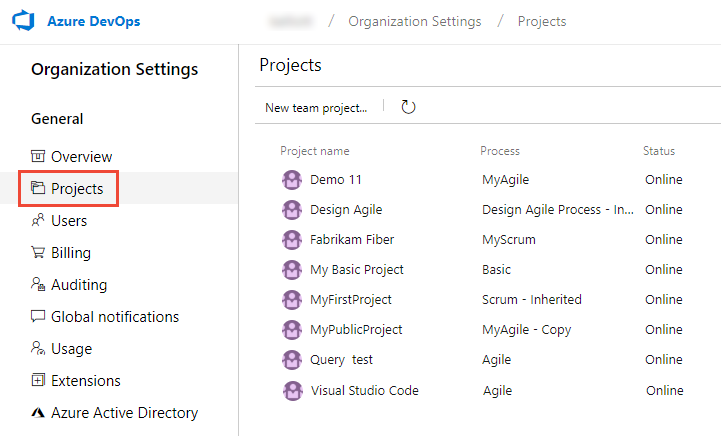 Azure DevOps / Organization Settings / Projects
Organization Settings
General
Overview
Projects
Users
Billing
Auditing
Global notifications
Usage
Extensions
Azure Active Directory
Projects
New team project...
Project name Process Status
Demo 11 MyAgile Online
Design Agile Design Agile Process - In... Online
Fabrikam Fiber MyScrum Online
My Basic Project Basic Online
MyFirstProject Scrum - Inherited Online
MyPublicProject MyAgile - Copy Online
Query test Agile Online
Visual Studio Code Agile Online